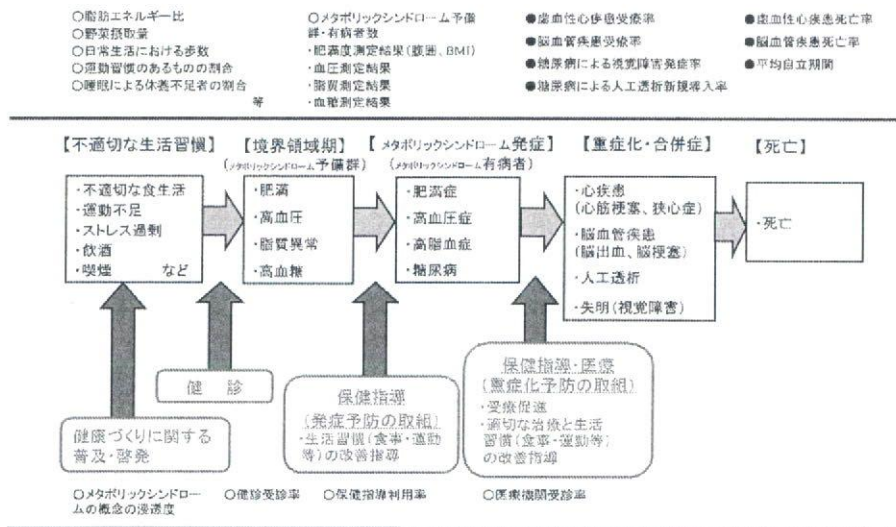 ○脂肪エネルギー比
○野菜摂取量
○日常生活における歩数
○運動習慣のあるものの割合
○睡眠による休養不足者の割合
等
○メタボリックシンドローム予備
群・有病者数
・肥満度測定結果(腹囲、BMI)
・血圧測定結果
・脂質測定結果
・血糖測定結果
●虚血性心疾患受療率
●脳血管疾患受療率
●糖尿病による視覚障害発症率
●糖尿病による人工透析新規導入率
●虚血性心疾患死亡率
●脳血管疾患死亡率
●平均自立期間
【不適切な生活習慣】
・不適切な食生活
・運動不足
・ストレス過剰
・飲酒
・喫煙 など
【境界領域期】
(メタボリックシンドローム予備群)
・肥満
・高血圧
・脂質異常
・高血糖
【メタボリックシンドローム発症】
(メタボリックシンドローム有病者)
・肥満症
・高血圧症
・高脂血症
・糖尿病
【重症化・合併症】
・心疾患
(心筋梗塞、狭心症)
・脳血管疾患
(脳出血、脳梗塞)
・人工透析
・失明(視覚障害)
【死亡】
・死亡
健康づくりに関する
普及・啓発
健 診
保健指導
(発症予防の取組)
・生活習慣(食事・運動
等)の改善指導
保健指導・医療
(重症化予防の取組)
・受療促進
・適切な治療と生活
習慣(食事・運動等)
の改善指導
○メタボリックシンドロー
ムの概念の浸透度
○健診受診率
○保健指導利用率
○医療機関受診率